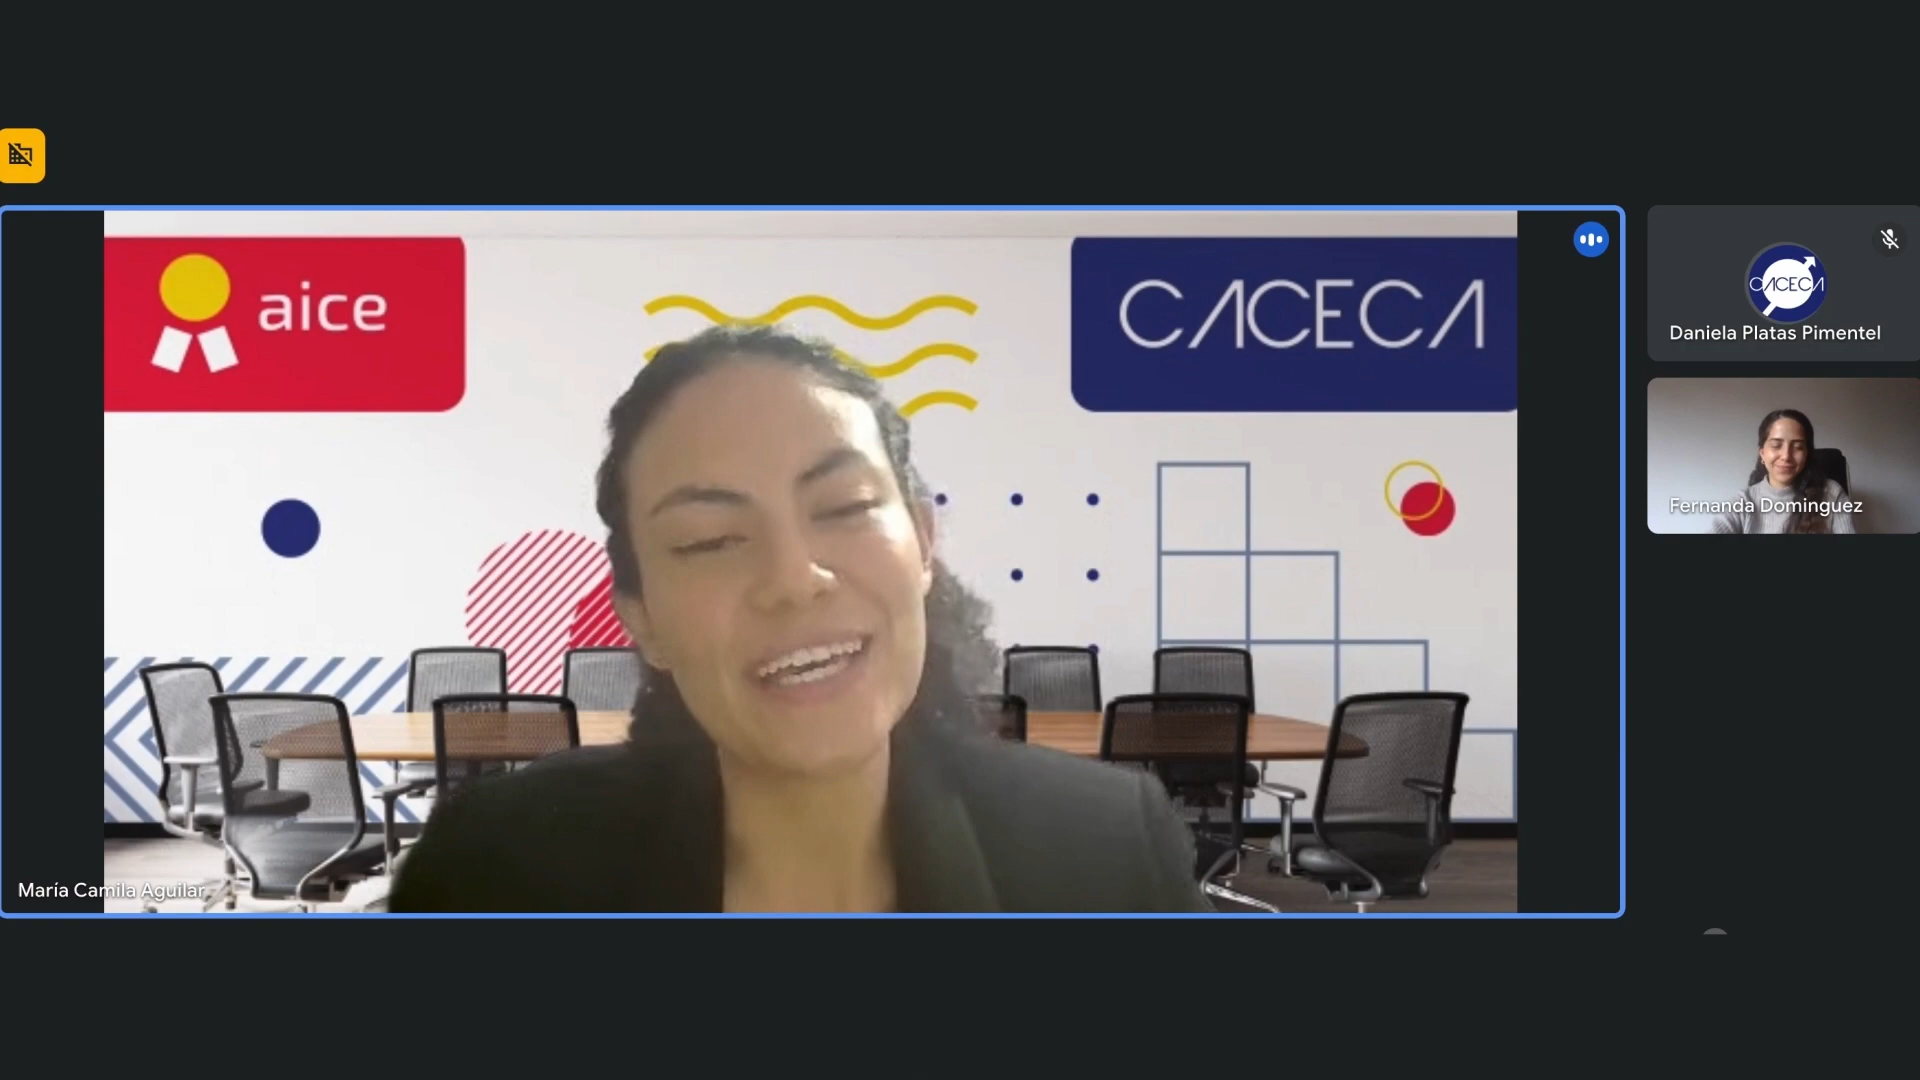 aice
CACECA
CACECA
Daniela Platas Pimentel
Fernanda Dominguez
María Camila Aguilar